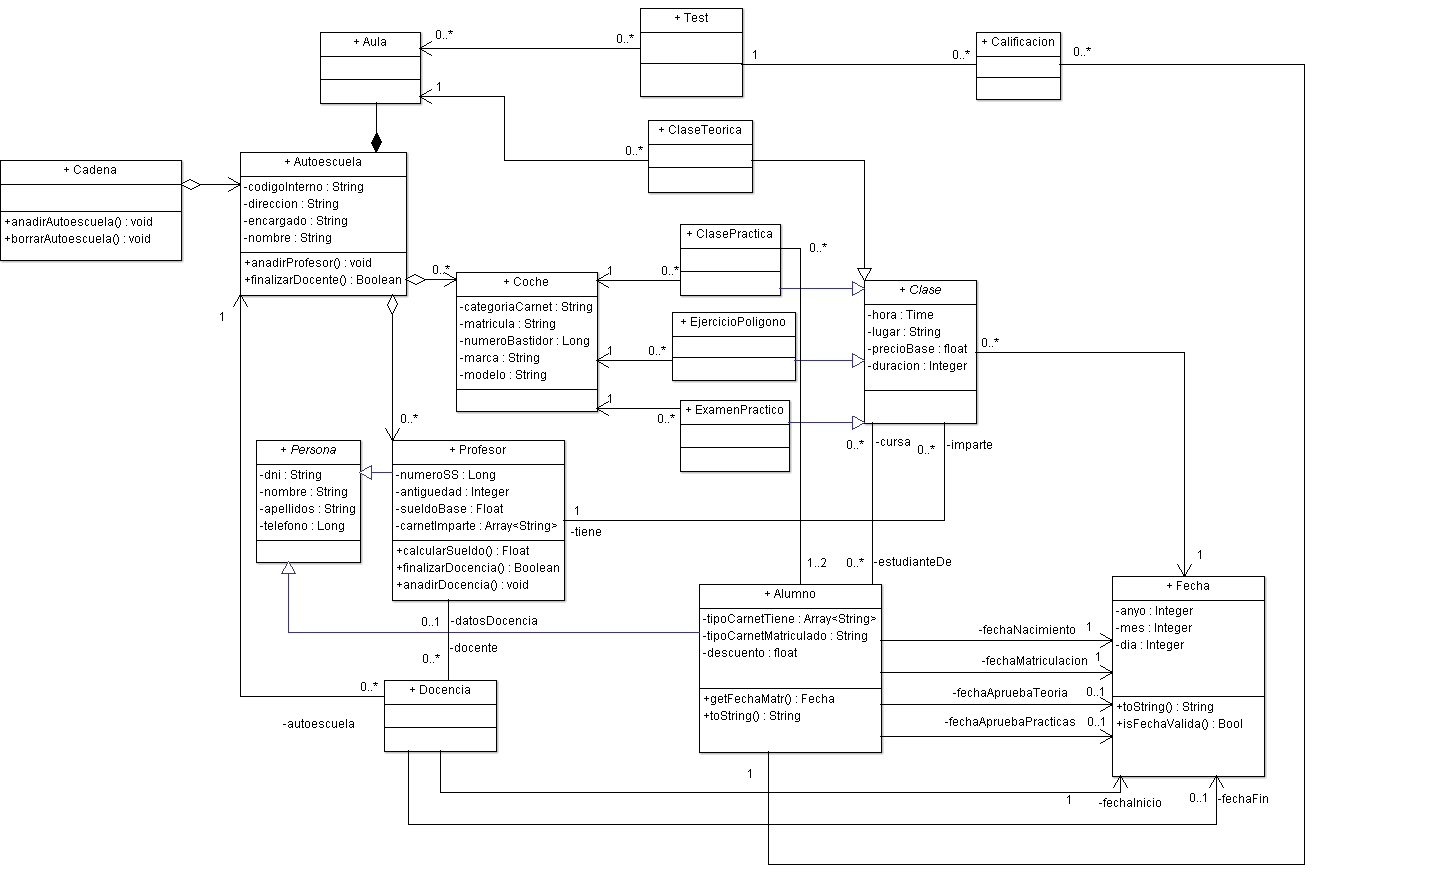 + Test
0..*
0..*
+ Aula
1
0..*
+ Calificacion
0..*
1
+ ClaseTeorica
0..*
+ Cadena
+anadirAutoescuela() : void
+borrarAutoescuela() : void
+ Autoescuela
-codigoInterno : String
-direccion : String
-encargado : String
-nombre : String
+anadirProfesor() : void
+finalizarDocente() : Boolean
0..*
1
+ ClasePractica
0..*
1
0..*
+ Coche
-categoriaCarnet : String
-matricula : String
-numeroBastidor : Long
-marca : String
-modelo : String
+ EjercicioPoligono
1
0..*
+ ExamenPractico
1
0..*
+ Clase
-hora : Time
-lugar : String
-precioBase : float
-duracion : Integer
0..*
0..*
-cursa
0..*
-imparte
0..*
+ Persona
-dni : String
-nombre : String
-apellidos : String
-telefono : Long
+ Profesor
-numeroSS : Long
-antiguedad : Integer
-sueldoBase : Float
-carnetImparte : Array<String>
+calcularSueldo() : Float
+finalizarDocencia() : Boolean
+anadirDocencia() : void
1
-tiene
1..2
0..*
-estudianteDe
1
+ Alumno
-tipoCarnetTiene : Array<String>
-tipoCarnetMatriculado : String
-descuento : float
+getFechaMatr() : Fecha
+toString() : String
+ Fecha
-anyo : Integer
-mes : Integer
-dia : Integer
+toString() : String
+isFechaValida() : Bool
-fechaNacimiento
1
-fechaMatriculacion
1
-fechaApruebaTeoria
0..1
-fechaApruebaPracticas
0..1
0..1
-datosDocencia
-docente
0..*
0..*
+ Docencia
-autoescuela
1
1
-fechaInicio
0..1
-fechaFin